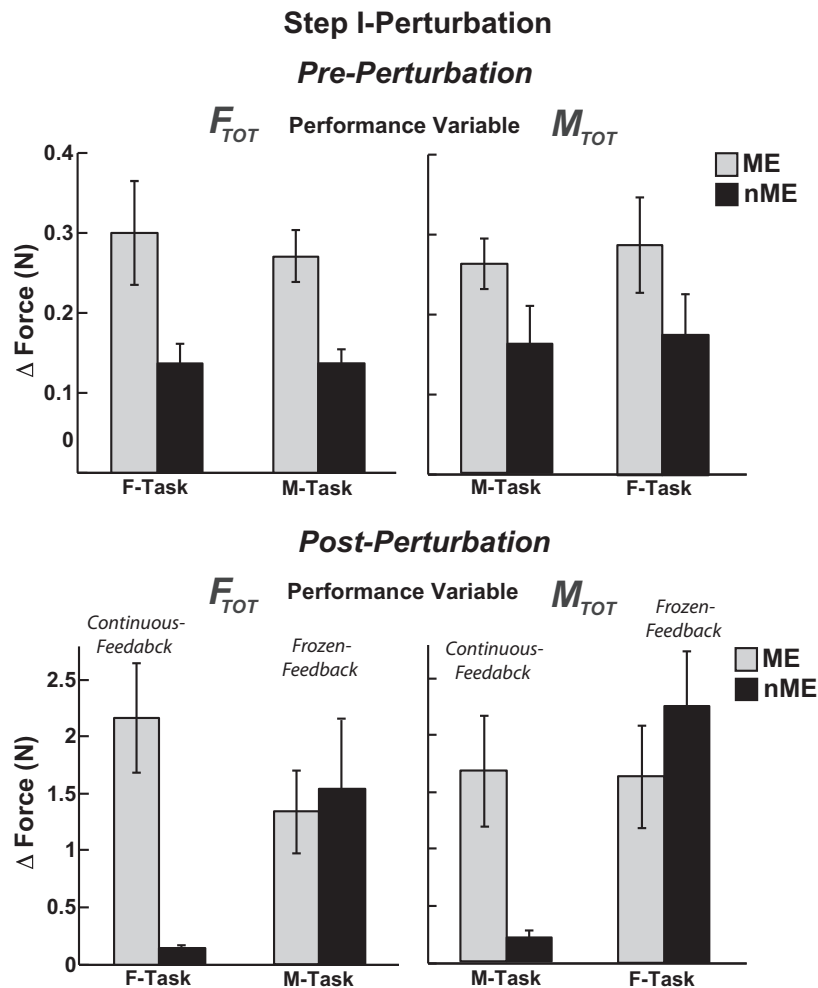 Step I-Perturbation
Pre-Perturbation
F_TOT Performance Variable M_TOT
ME
nME
Δ Force (N)
0.4
0.3
0.2
0.1
0
F-Task M-Task M-Task F-Task
Post-Perturbation
F_TOT Performance Variable M_TOT
Continuous-
Feedabck
Frozen-
Feedback
Continuous-
Feedabck
Frozen-
Feedback
ME
nME
Δ Force (N)
2.5
2
1.5
1
0.5
0
F-Task M-Task M-Task F-Task